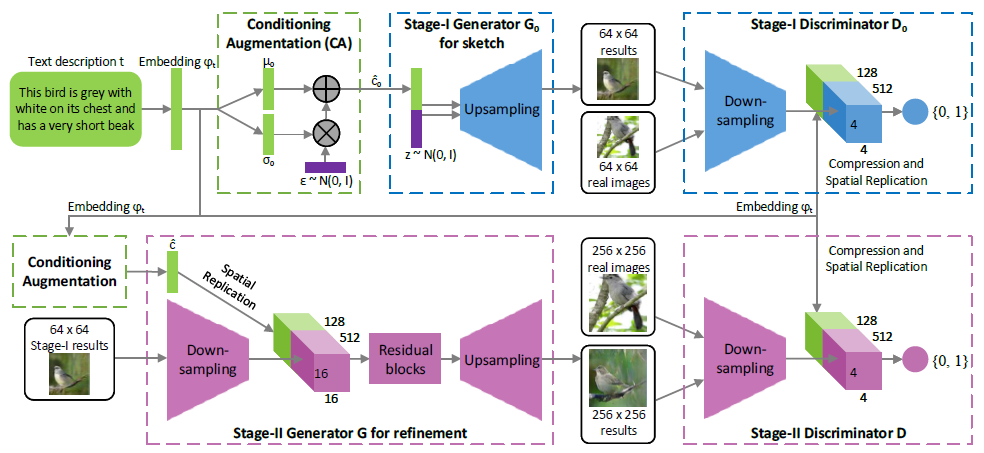 Conditioning
Augmentation (CA)
Stage-I Generator G₀
for sketch
64 x 64
results
Stage-I Discriminator D₀
Text description t
Embedding φₜ
μ₀
128
512
This bird is grey with
white on its chest and
has a very short beak
ĉ₀
Upsampling
Down-
sampling
4
{0, 1}
σ₀
ε ~ N(0, I)
z ~ N(0, I)
64 x 64
real images
4
Compression and
Spatial Replication
Embedding φₜ
Embedding φₜ
Conditioning
Augmentation
ĉ
Spatial
Replication
256 x 256
real images
Compression and
Spatial Replication
64 x 64
Stage-I results
128
512
128
512
Down-
sampling
16
Residual
blocks
Upsampling
Down-
sampling
4
{0, 1}
16
4
256 x 256
results
Stage-II Generator G for refinement
Stage-II Discriminator D